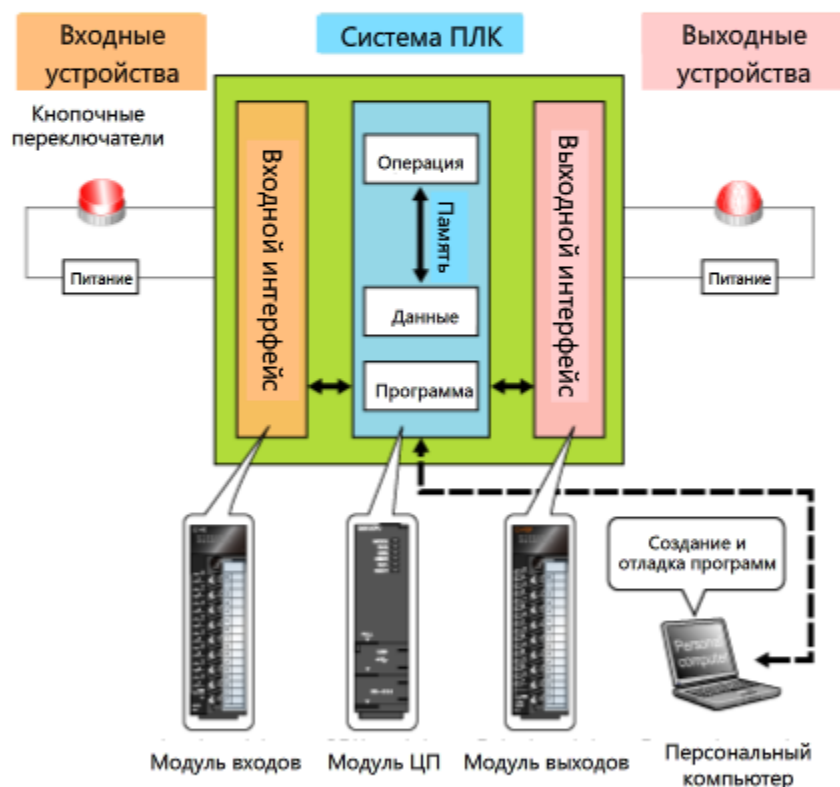 Входные
устройства
Система ПЛК
Выходные
устройства
Кнопочные
переключатели
Питание
Входной интерфейс
Операция
Память
Данные
Программа
Выходной интерфейс
Питание
Создание и
отладка программ
Personal
computer
Модуль входов
Модуль ЦП
Модуль выходов
Персональный
компьютер